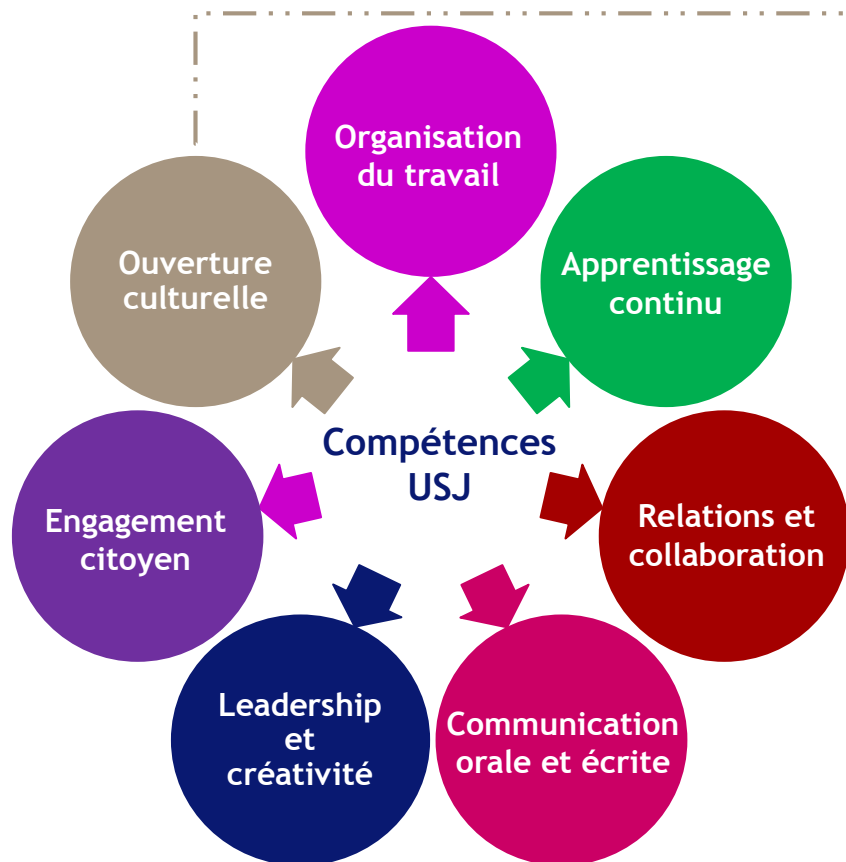 Organisation
du travail
Apprentissage
continu
Relations et
collaboration
Communication
orale et écrite
Leadership
et
créativité
Engagement
citoyen
Ouverture
culturelle
Compétences
USJ